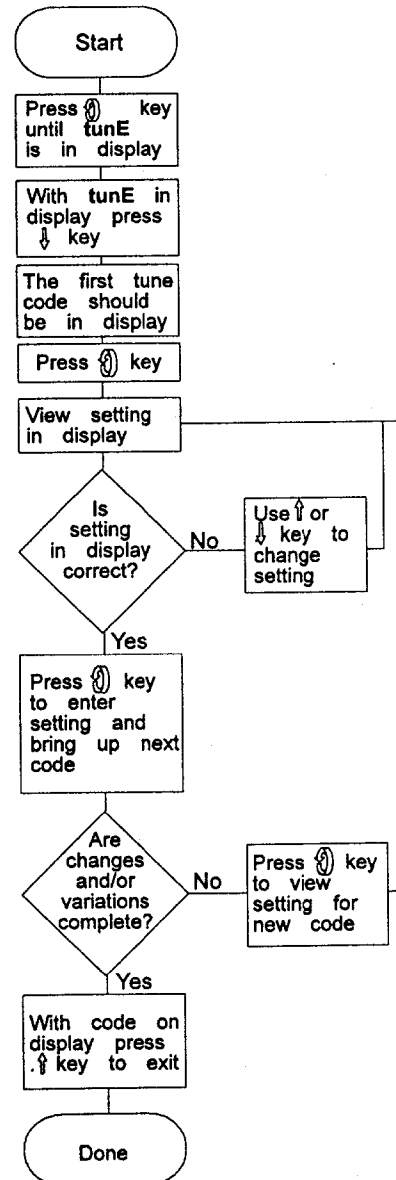 Start
Press key
until tunE
is in display
With tunE in
display press
⇩ key
The first tune
code should
be in display
Press key
View setting
in display
Is
setting
in display
correct?
No
Use ⇧ or
⇩ key to
change
setting
Yes
Press key
to enter
setting and
bring up next
code
Are
changes
and/or
variations
complete?
No
Press key
to view
setting for
new code
Yes
With code on
display press
.⇧ key to exit
Done